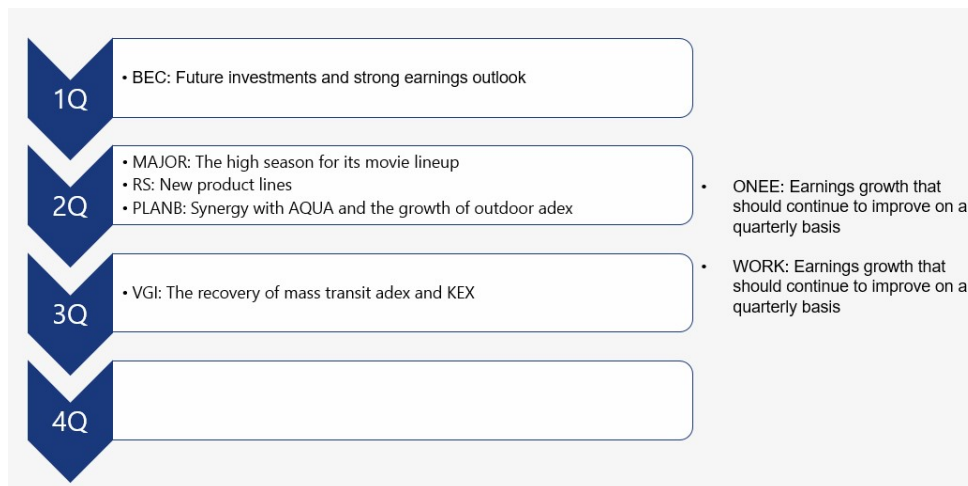 1Q
• BEC: Future investments and strong earnings outlook
2Q
• MAJOR: The high season for its movie lineup
• RS: New product lines
• PLANB: Synergy with AQUA and the growth of outdoor adex
3Q
• VGI: The recovery of mass transit adex and KEX
4Q
• ONEE: Earnings growth that
should continue to improve on a
quarterly basis
• WORK: Earnings growth that
should continue to improve on a
quarterly basis